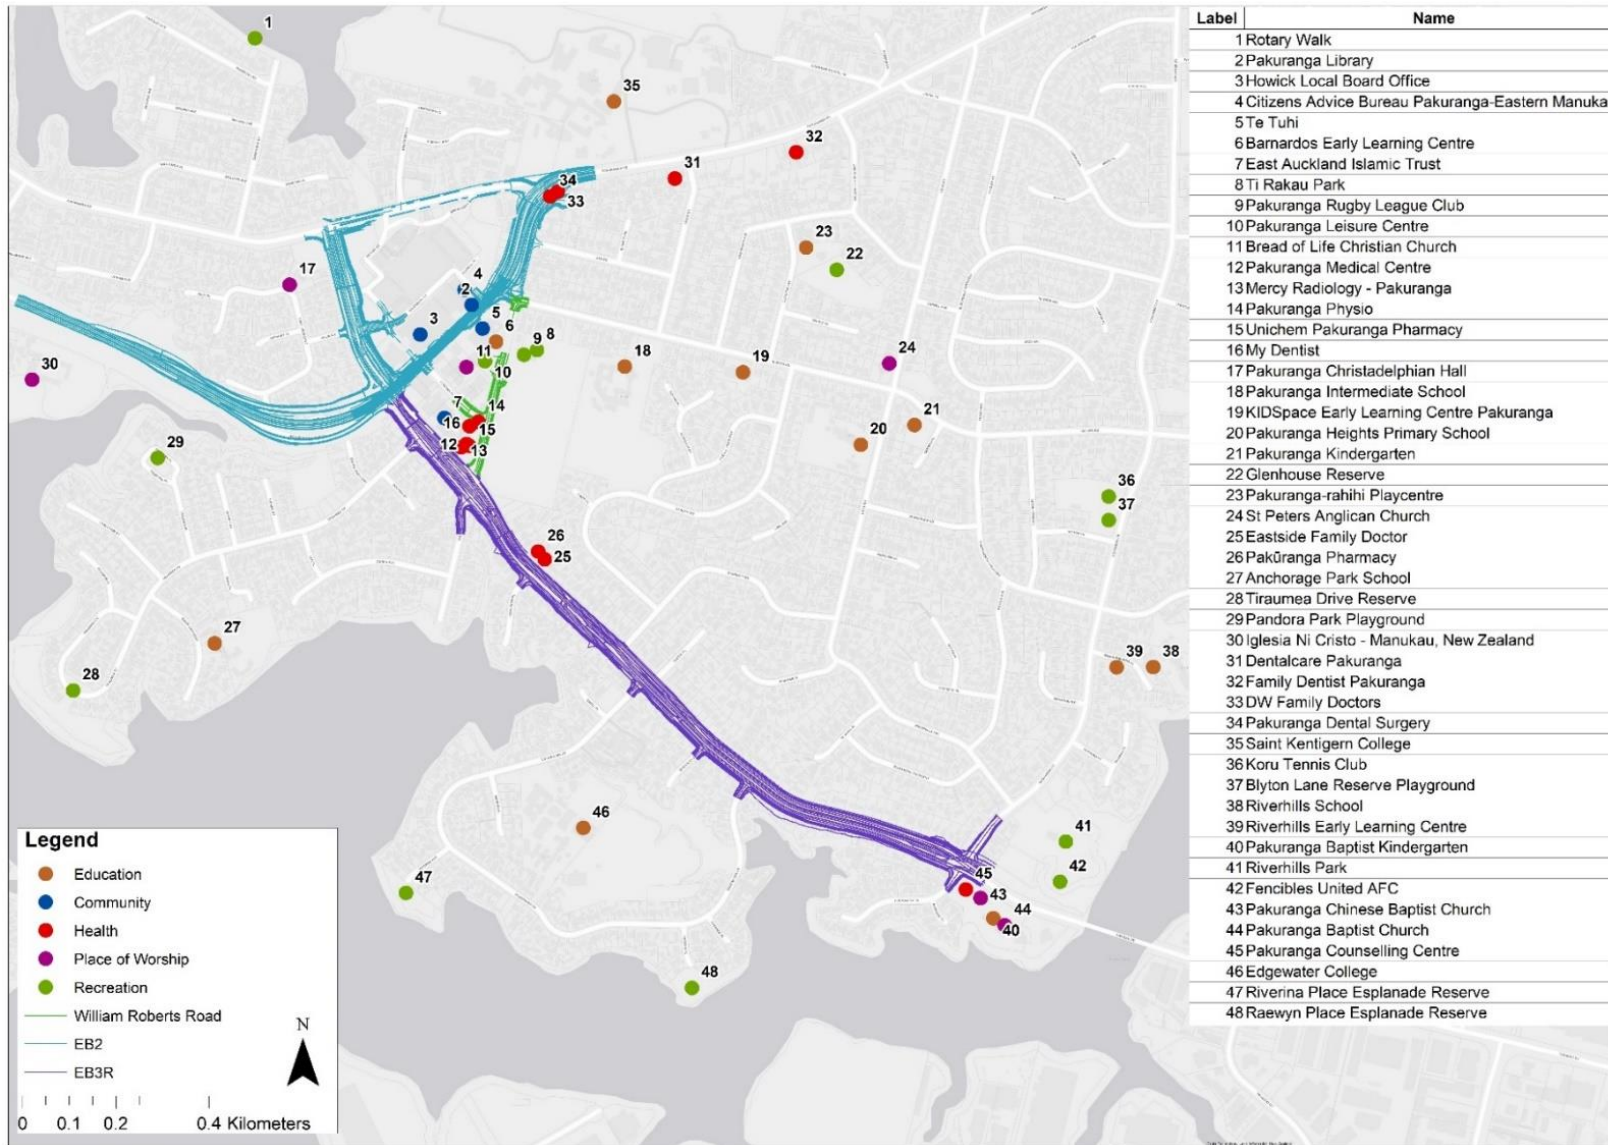 Label Name
1 Rotary Walk
2 Pakuranga Library
3 Howick Local Board Office
4 Citizens Advice Bureau Pakuranga-Eastern Manuka
5 Te Tuhi
6 Barnardos Early Learning Centre
7 East Auckland Islamic Trust
8 Ti Rakau Park
9 Pakuranga Rugby League Club
10 Pakuranga Leisure Centre
11 Bread of Life Christian Church
12 Pakuranga Medical Centre
13 Mercy Radiology - Pakuranga
14 Pakuranga Physio
15 Unichem Pakuranga Pharmacy
16 My Dentist
17 Pakuranga Christadelphian Hall
18 Pakuranga Intermediate School
19 KIDSpace Early Learning Centre Pakuranga
20 Pakuranga Heights Primary School
21 Pakuranga Kindergarten
22 Glenhouse Reserve
23 Pakuranga-rahihi Playcentre
24 St Peters Anglican Church
25 Eastside Family Doctor
26 Pakūranga Pharmacy
27 Anchorage Park School
28 Tiraumea Drive Reserve
29 Pandora Park Playground
30 Iglesia Ni Cristo - Manukau, New Zealand
31 Dentalcare Pakuranga
32 Family Dentist Pakuranga
33 DW Family Doctors
34 Pakuranga Dental Surgery
35 Saint Kentigern College
36 Koru Tennis Club
37 Blyton Lane Reserve Playground
38 Riverhills School
39 Riverhills Early Learning Centre
40 Pakuranga Baptist Kindergarten
41 Riverhills Park
42 Fencibles United AFC
43 Pakuranga Chinese Baptist Church
44 Pakuranga Baptist Church
45 Pakuranga Counselling Centre
46 Edgewater College
47 Riverina Place Esplanade Reserve
48 Raewyn Place Esplanade Reserve
1
35
32
31
34
33
23
22
17
4
2
5
3
6
8
9
11
10
30
18
19
24
7
14
16
15
12
13
21
20
29
36
37
26
25
27
28
39
38
46
41
42
47
45
43
44
40
48
Legend
Education
Community
Health
Place of Worship
Recreation
William Roberts Road
EB2
EB3R
N
0 0.1 0.2 0.4 Kilometers